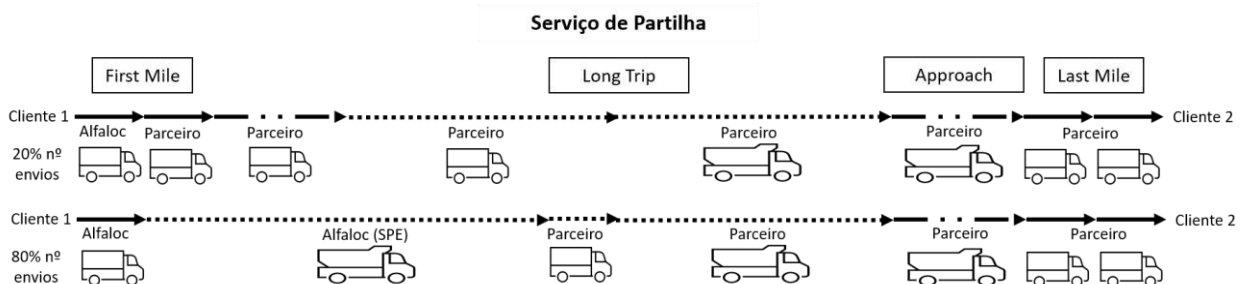 Serviço de Partilha
First Mile Long Trip Approach Last Mile
Cliente 1 Cliente 2
Alfaloc Parceiro Parceiro Parceiro Parceiro Parceiro Parceiro
20% nº
envios
Cliente 1 Cliente 2
Alfaloc Alfaloc (SPE) Parceiro Parceiro Parceiro Parceiro
80% nº
envios